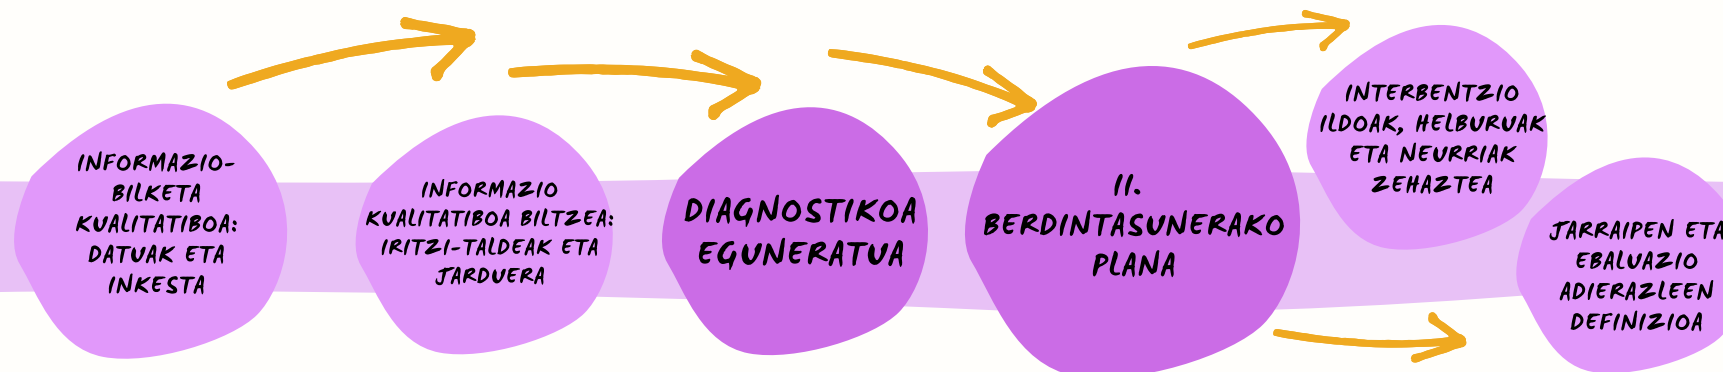 INFORMAZIO-
BILKETA
KUALITATIBOA:
DATUAK ETA
INKESTA
INFORMAZIO
KUALITATIBOA BILTZEA:
IRITZI-TALDEAK ETA
JARDUERA
DIAGNOSTIKOA
EGUNERATUA
II.
BERDINTASUNERAKO
PLANA
INTERBENTZIO
ILDOAK, HELBURUAK
ETA NEURRIAK
ZEHAZTEA
JARRAIPEN ETA
EBALUAZIO
ADIERAZLEEN
DEFINIZIOA